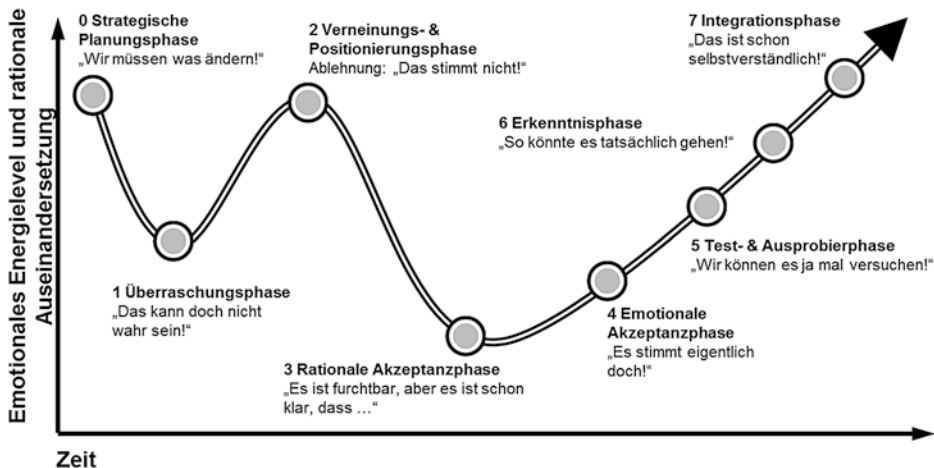 Emotionales Energielevel und rationale
Auseinandersetzung
0 Strategische
Planungsphase
„Wir müssen was ändern!“
2 Verneinungs- &
Positionierungsphase
Ablehnung: „Das stimmt nicht!“
7 Integrationsphase
„Das ist schon
selbstverständlich!“
6 Erkenntnisphase
„So könnte es tatsächlich gehen!“
5 Test- & Ausprobierphase
„Wir können es ja mal versuchen!“
1 Überraschungsphase
„Das kann doch nicht
wahr sein!“
4 Emotionale
Akzeptanzphase
„Es stimmt eigentlich
doch!“
3 Rationale Akzeptanzphase
„Es ist furchtbar, aber es ist schon
klar, dass …“
Zeit